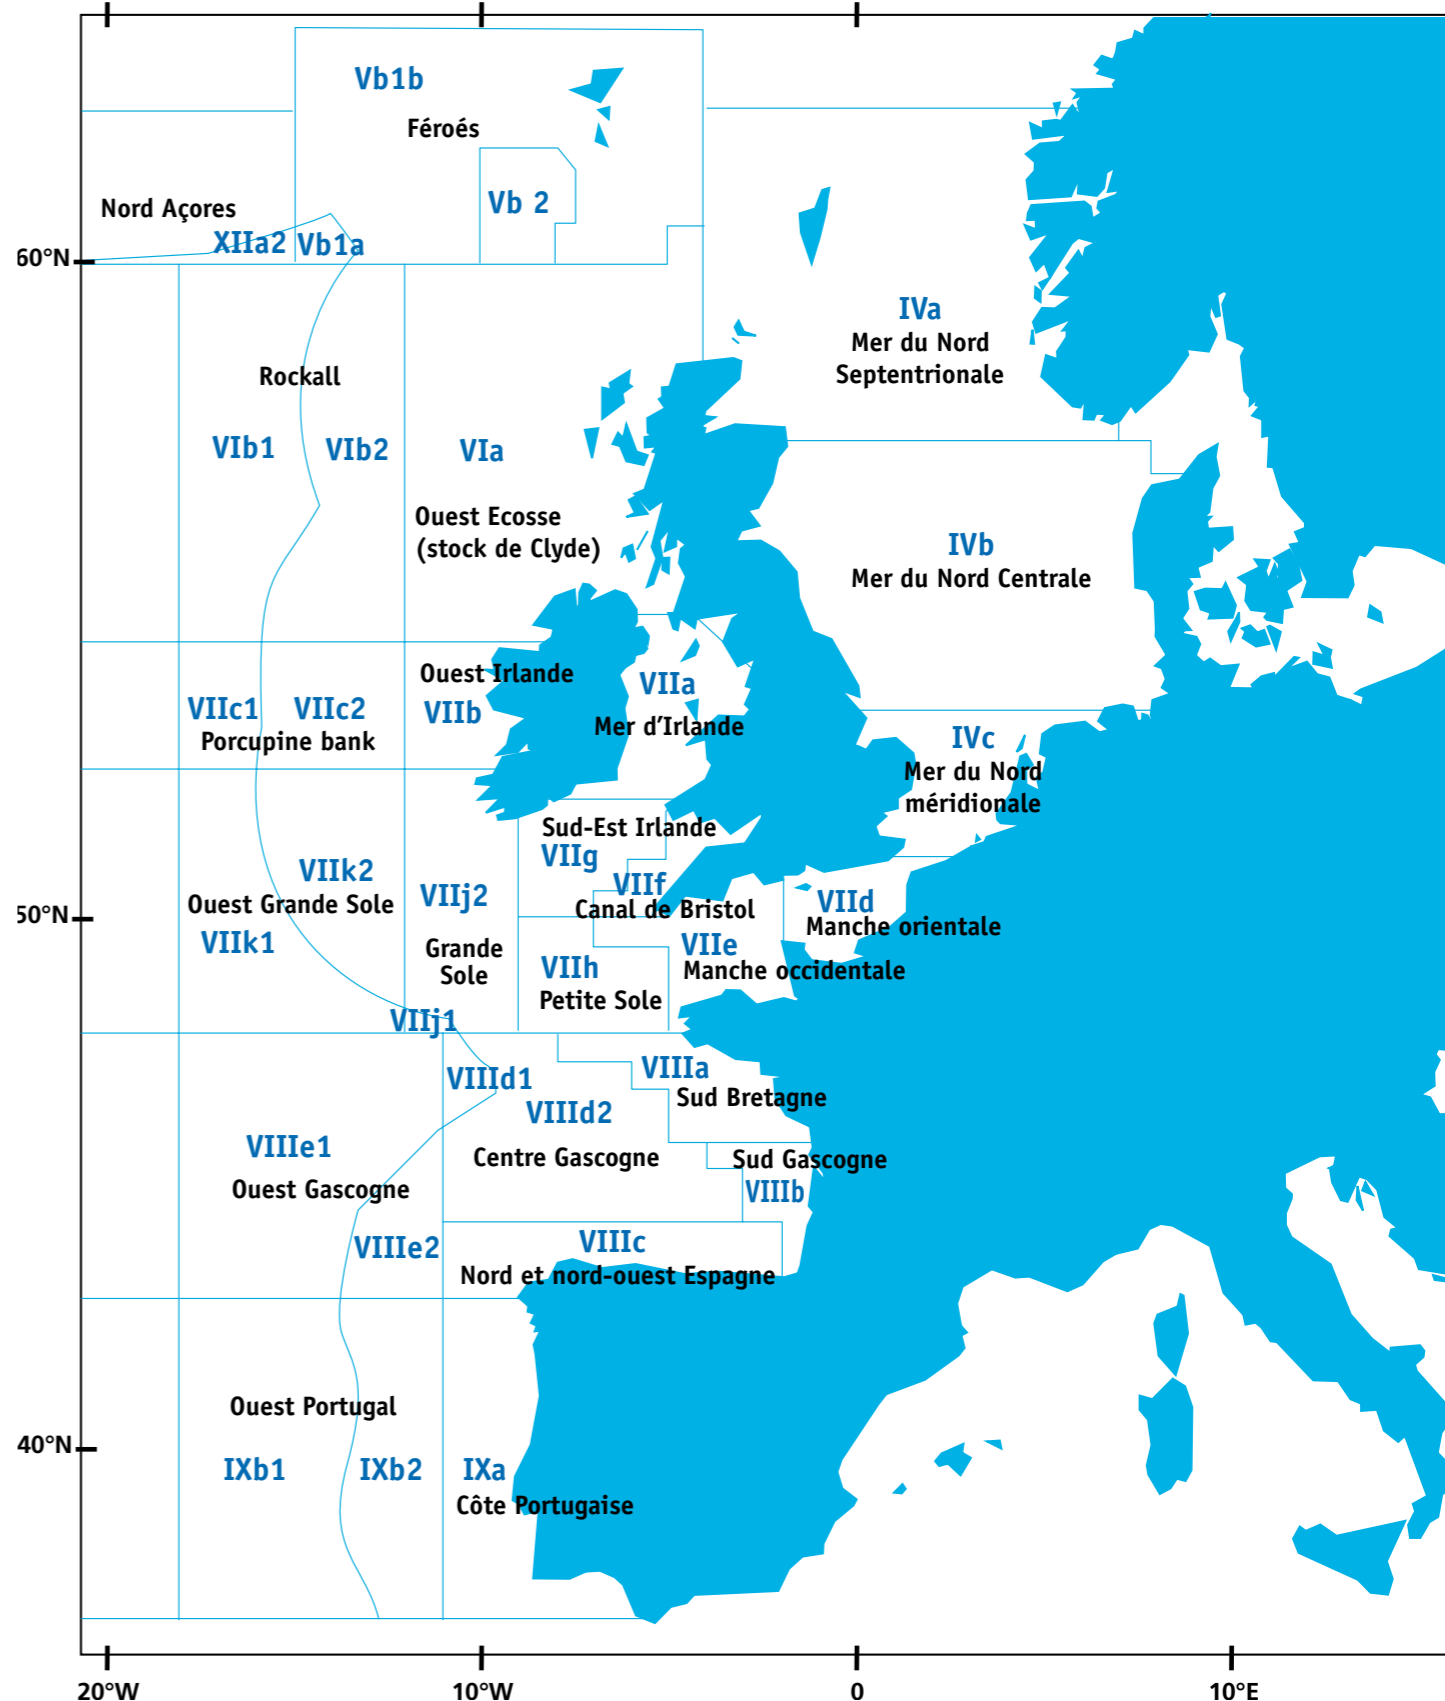 Vb1b
Féroés
Vb 2
Nord Açores
XIIa2
Vb1a
60°N
IVa
Mer du Nord
Septentrionale
Rockall
VIb1
VIb2
VIa
Ouest Ecosse
(stock de Clyde)
IVb
Mer du Nord Centrale
Ouest Irlande
VIIa
VIIc1
VIIc2
VIIb
Porcupine bank
Mer d’Irlande
IVc
Mer du Nord
méridionale
Sud-Est Irlande
VIIg
VIIk2
VIIf
VIIj2
Ouest Grande Sole
Canal de Bristol
VIId
50°N
Manche orientale
VIIk1
Grande
Sole
VIIe
VIIh
Manche occidentale
Petite Sole
VIIj1
VIIId1
VIIIa
Sud Bretagne
VIIId2
VIIIe1
Centre Gascogne
Sud Gascogne
Ouest Gascogne
VIIIb
VIIIe2
VIIIc
Nord et nord-ouest Espagne
Ouest Portugal
40°N
IXb1
IXb2
IXa
Côte Portugaise
20°W
10°W
0
10°E